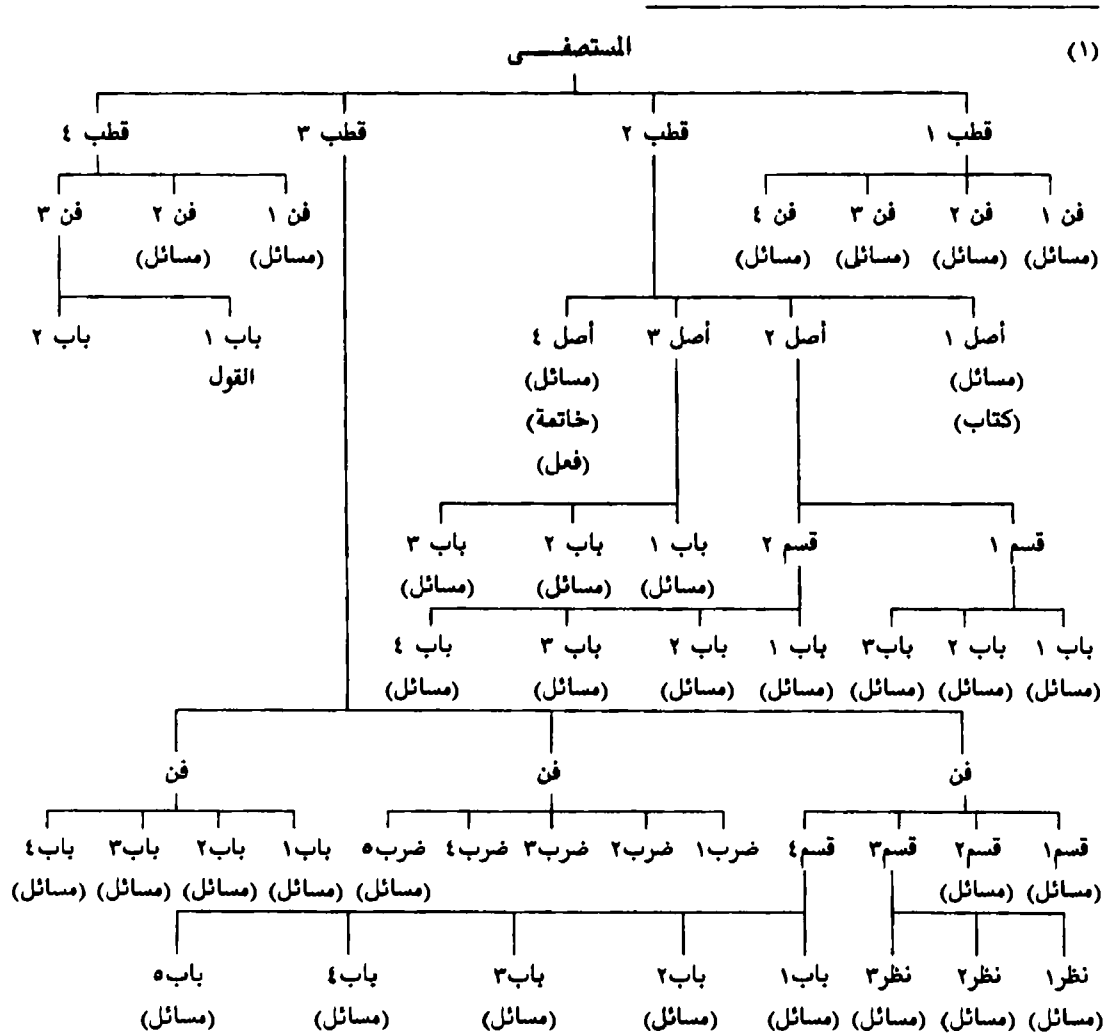 (١) المستصفى
قطب ١ قطب ٢ قطب ٣ قطب ٤
فن ١ فن ٢ فن ٣ فن ٤ فن ١ فن ٢ فن ٣
(مسائل) (مسائل) (مسائل) (مسائل) (مسائل) (مسائل)
أصل ١ أصل ٢ أصل ٣ أصل ٤ باب ١ باب ٢
(مسائل) (مسائل) القول
(كتاب) (خاتمة)
(فعل)
قسم ١ قسم ٢ باب ١ باب ٢ باب ٣
(مسائل) (مسائل) (مسائل)
باب ١ باب ٢ باب٣ باب ١ باب ٢ باب ٣ باب ٤
(مسائل) (مسائل) (مسائل) (مسائل) (مسائل) (مسائل) (مسائل)
فن فن فن
قسم١ قسم٢ قسم٣ قسم٤ ضرب١ ضرب٢ ضرب٣ ضرب٤ ضرب٥ باب١ باب٢ باب٣ باب٤
(مسائل) (مسائل) (مسائل) (مسائل) (مسائل) (مسائل) (مسائل)
نظر١ نظر٢ نظر٣ باب١ باب٢ باب٣ باب٤ باب٥
(مسائل) (مسائل) (مسائل) (مسائل) (مسائل) (مسائل) (مسائل) (مسائل)